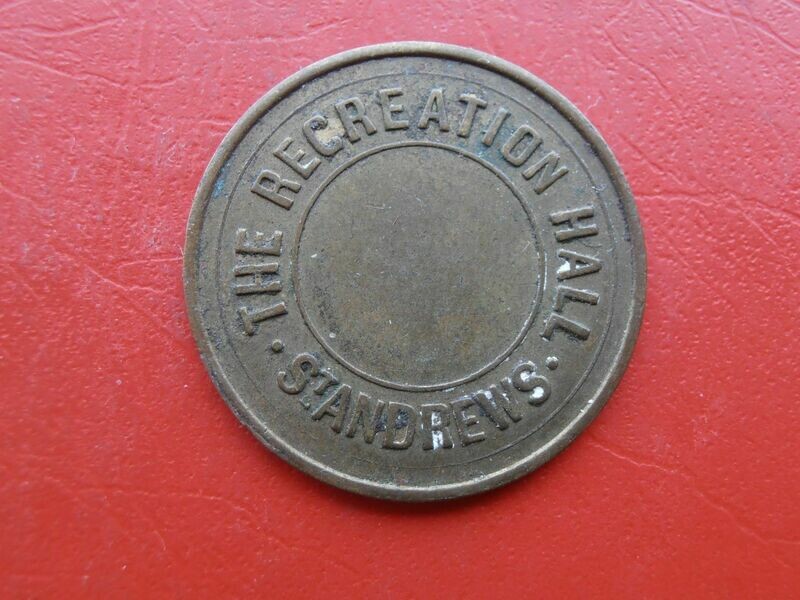 THE RECREATION HALL
· ST ANDREWS ·